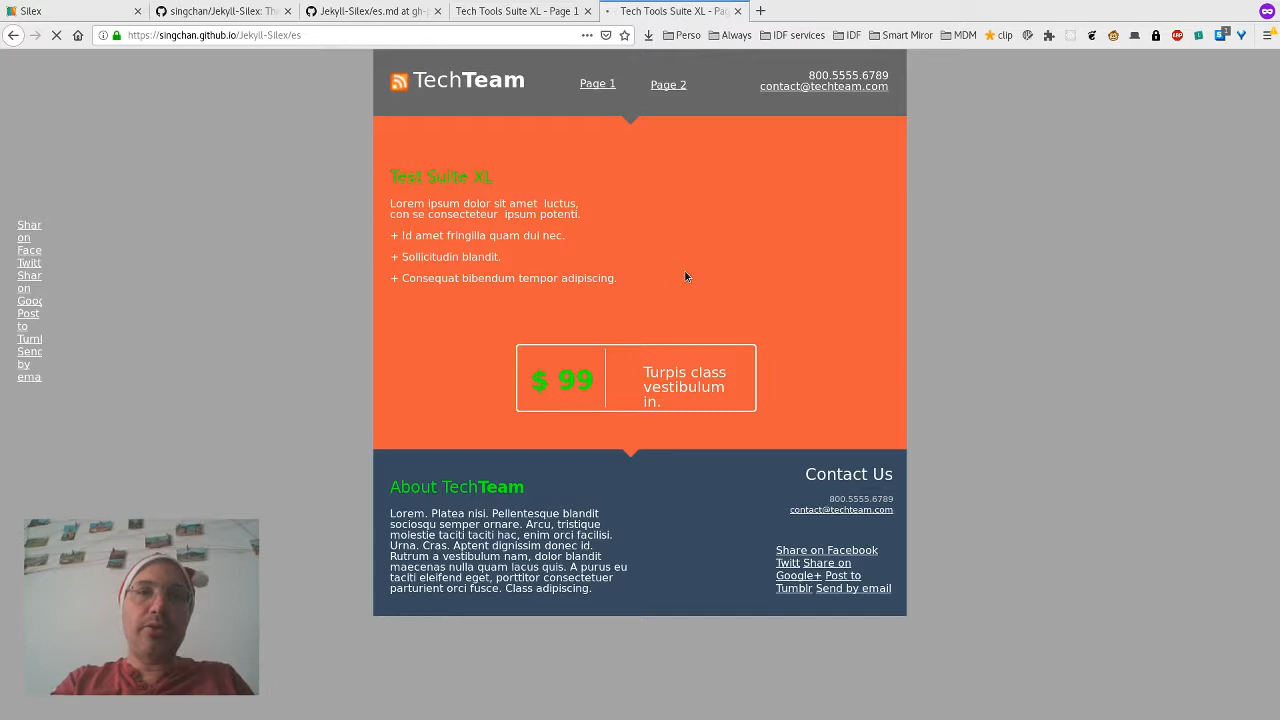 Silex
singchan/Jekyll-Silex: The
Jekyll-Silex/es.md at gh-p
Tech Tools Suite XL - Page 1
Tech Tools Suite XL - Pag
https://singchan.github.io/Jekyll-Silex/es
Perso
Always
IDF services
IDF
Smart Miror
MDM
clip
TechTeam
Page 1
Page 2
800.5555.6789
contact@techteam.com
Test Suite XL
Lorem ipsum dolor sit amet luctus,
con se consecteteur ipsum potenti.
+ Id amet fringilla quam dui nec.
+ Sollicitudin blandit.
+ Consequat bibendum tempor adipiscing.
Shar
on
Face
Twitt
Shar
on
Goog
Post
to
Tuml
Send
by
ema
$ 99
Turpis class
vestibulum
in.
About TechTeam
Lorem. Platea nisi. Pellentesque blandit
sociosqu semper ornare. Arcu, tristique
molestie taciti taciti hac, enim orci facilisi.
Urna. Cras. Aptent dignissim donec id.
Rutrum a vestibulum nam, dolor blandit
maecenas nulla quam lacus quis. A purus eu
taciti eleifend eget, porttitor consectetuer
parturient orci fusce. Class adipiscing.
Contact Us
800.5555.6789
contact@techteam.com
Share on Facebook
Twitt Share on
Google+ Post to
Tumblr Send by email